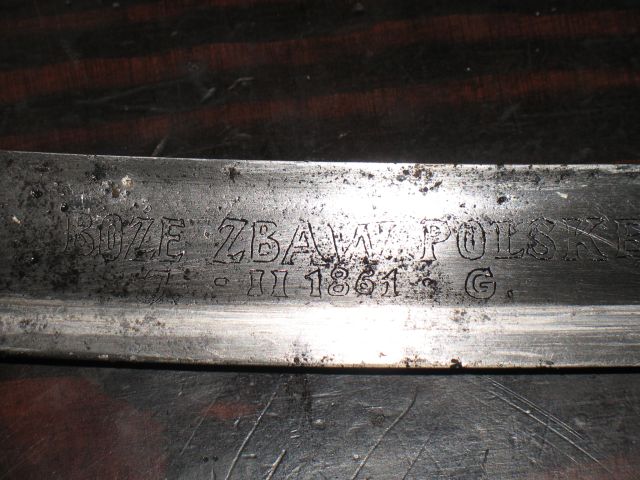 BOZE ZBAW POLSKE
7. · II 1861 · G.